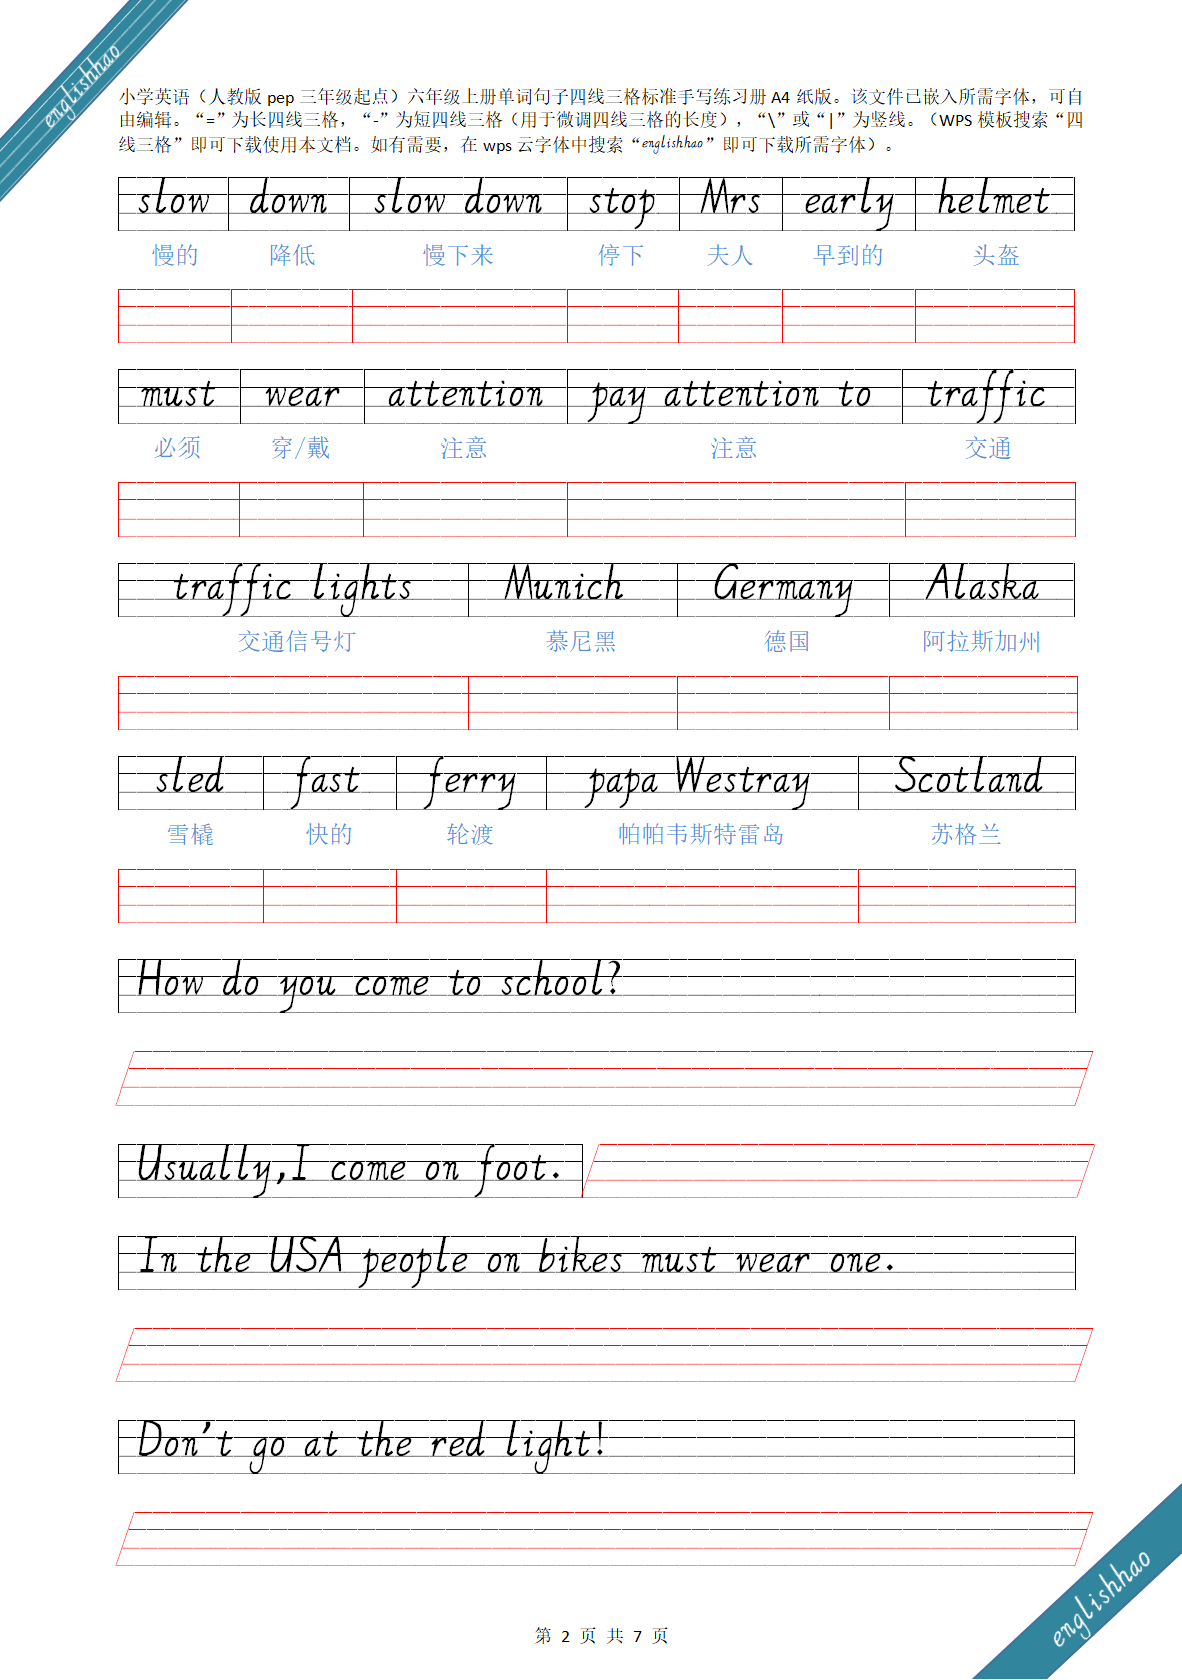 englishhao
小学英语（人教版 pep 三年级起点）六年级上册单词句子四线三格标准手写练习册 A4 纸版。该文件已嵌入所需字体，可自
由编辑。“=”为长四线三格，“-”为短四线三格（用于微调四线三格的长度），“\”或“|”为竖线。（WPS 模板搜索“四
线三格”即可下载使用本文档。如有需要，在 wps 云字体中搜索“englishhao”即可下载所需字体）。
slow down slow down stop Mrs early helmet
慢的 降低 慢下来 停下 夫人 早到的 头盔
must wear attention pay attention to traffic
必须 穿/戴 注意 注意 交通
traffic lights Munich Germany Alaska
交通信号灯 慕尼黑 德国 阿拉斯加州
sled fast ferry papa Westray Scotland
雪橇 快的 轮渡 帕帕韦斯特雷岛 苏格兰
How do you come to school?
Usually,I come on foot.
In the USA people on bikes must wear one.
Don't go at the red light!
englishhao
第 2 页 共 7 页